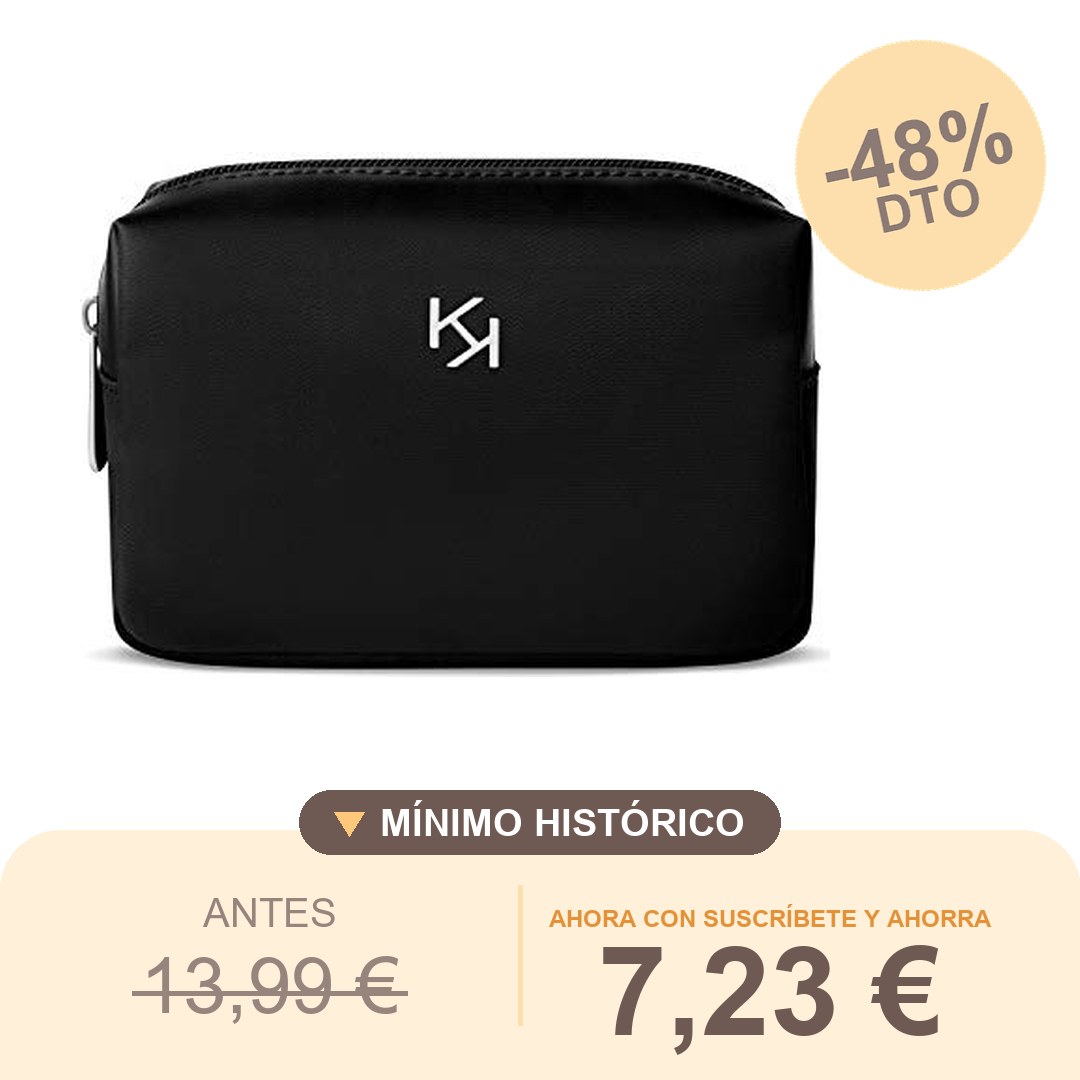 -48%
DTO
KK
MÍNIMO HISTÓRICO
ANTES
13,99 €
AHORA CON SUSCRÍBETE Y AHORRA
7,23 €